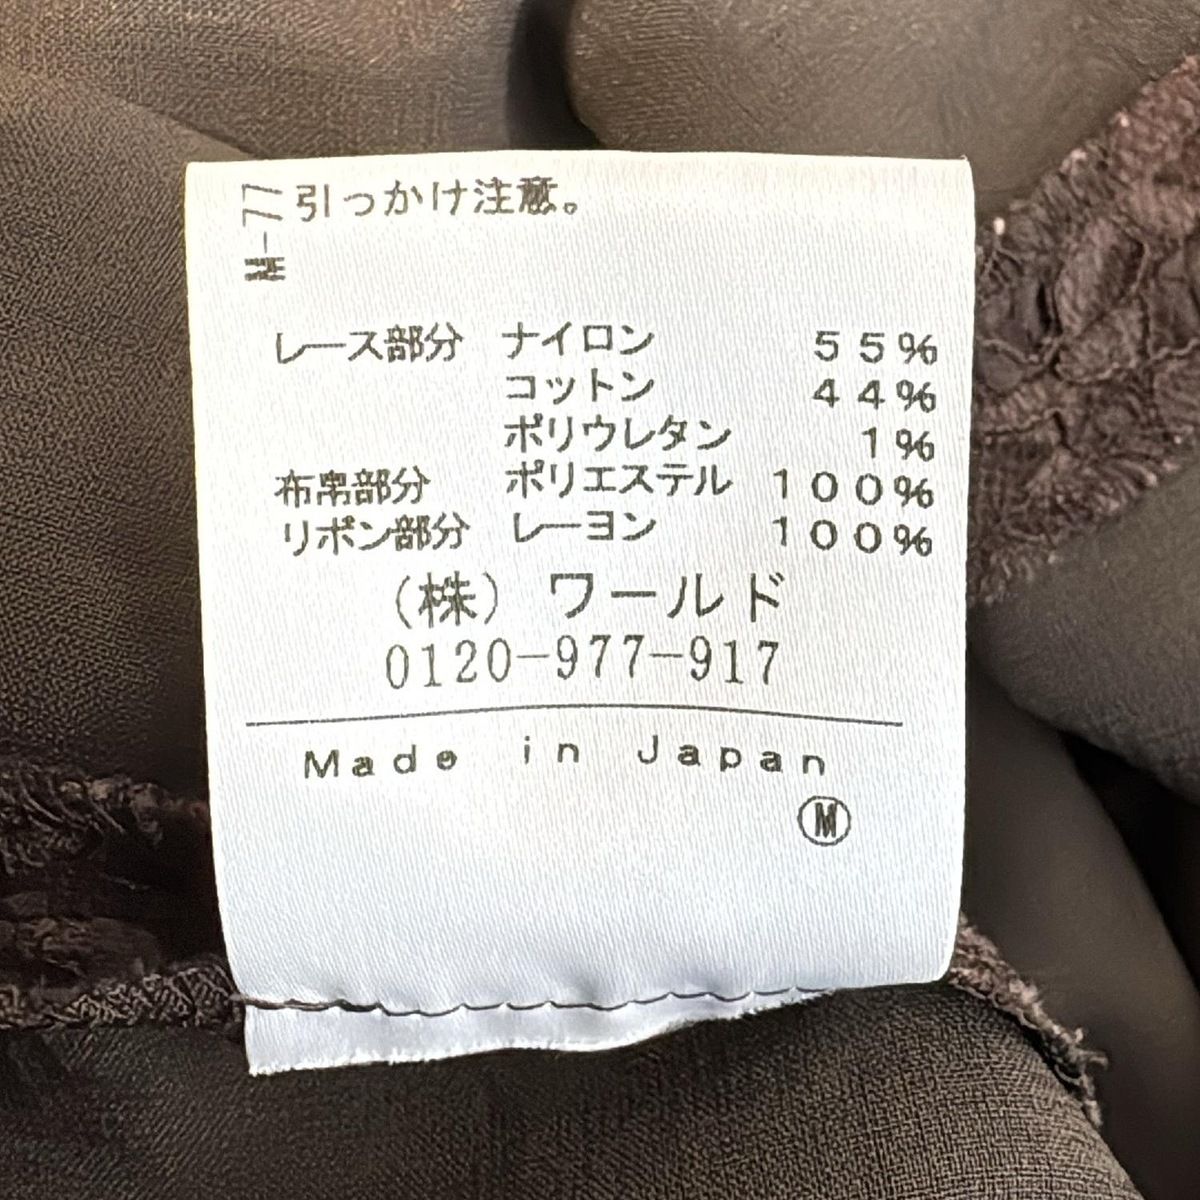 引っかけ注意。
レース部分 ナイロン 55%
コットン 44%
ポリウレタン 1%
布帛部分 ポリエステル 100%
リボン部分 レーヨン 100%
(株) ワールド
0120-977-917
Made in Japan
Ⓜ